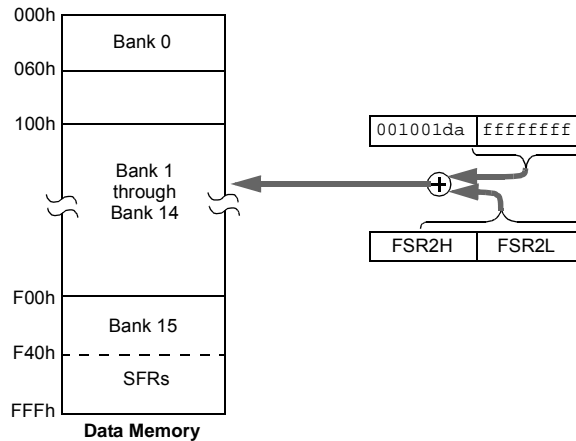 000h
Bank 0
060h
100h
001001da ffffffff
Bank 1
through
Bank 14
FSR2H FSR2L
F00h
Bank 15
F40h
SFRs
FFFh
Data Memory